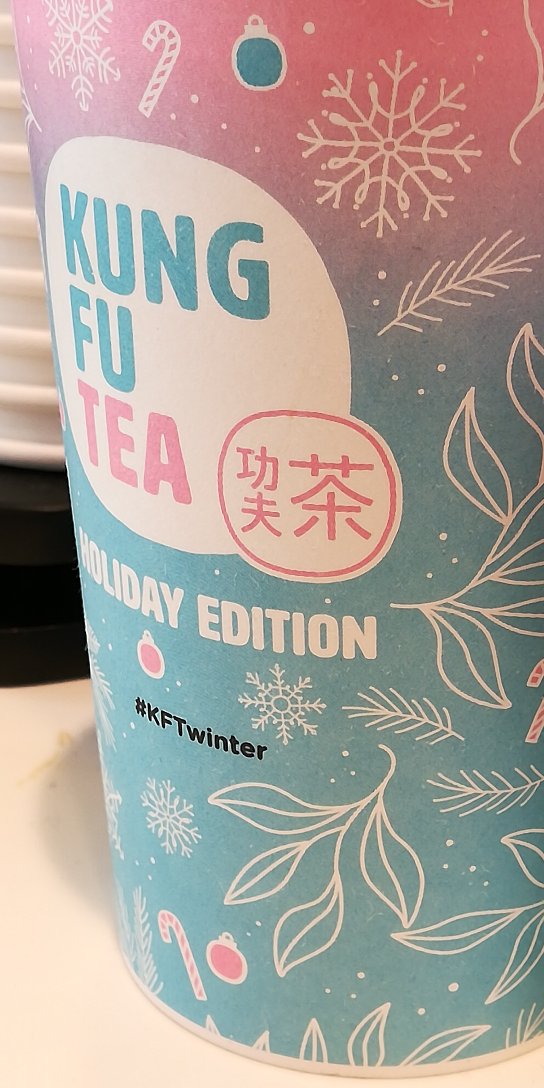 KUNG
FU
TEA
功夫茶
HOLIDAY EDITION
#KFTwinter